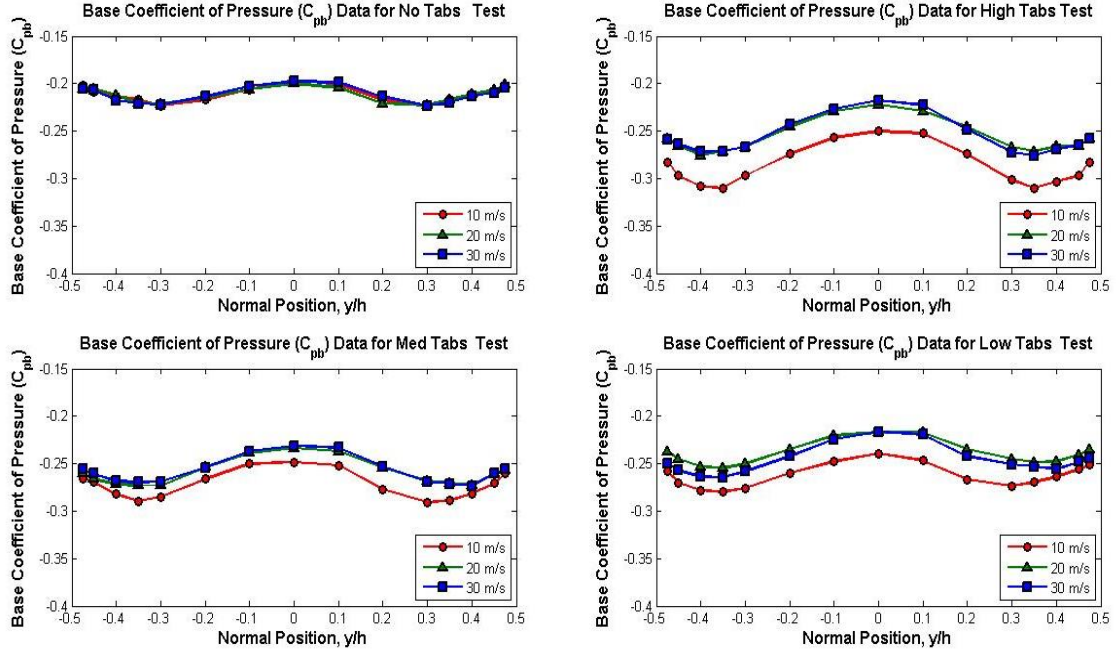 Base Coefficient of Pressure (C_pb) Data for No Tabs Test
Base Coefficient of Pressure (C_pb)
-0.15
-0.2
-0.25
-0.3
-0.35
-0.4
-0.5 -0.4 -0.3 -0.2 -0.1 0 0.1 0.2 0.3 0.4 0.5
Normal Position, y/h
10 m/s
20 m/s
30 m/s
Base Coefficient of Pressure (C_pb) Data for High Tabs Test
Base Coefficient of Pressure (C_pb)
-0.15
-0.2
-0.25
-0.3
-0.35
-0.4
-0.5 -0.4 -0.3 -0.2 -0.1 0 0.1 0.2 0.3 0.4 0.5
Normal Position, y/h
10 m/s
20 m/s
30 m/s
Base Coefficient of Pressure (C_pb) Data for Med Tabs Test
Base Coefficient of Pressure (C_pb)
-0.15
-0.2
-0.25
-0.3
-0.35
-0.4
-0.5 -0.4 -0.3 -0.2 -0.1 0 0.1 0.2 0.3 0.4 0.5
Normal Position, y/h
10 m/s
20 m/s
30 m/s
Base Coefficient of Pressure (C_pb) Data for Low Tabs Test
Base Coefficient of Pressure (C_pb)
-0.15
-0.2
-0.25
-0.3
-0.35
-0.4
-0.5 -0.4 -0.3 -0.2 -0.1 0 0.1 0.2 0.3 0.4 0.5
Normal Position, y/h
10 m/s
20 m/s
30 m/s